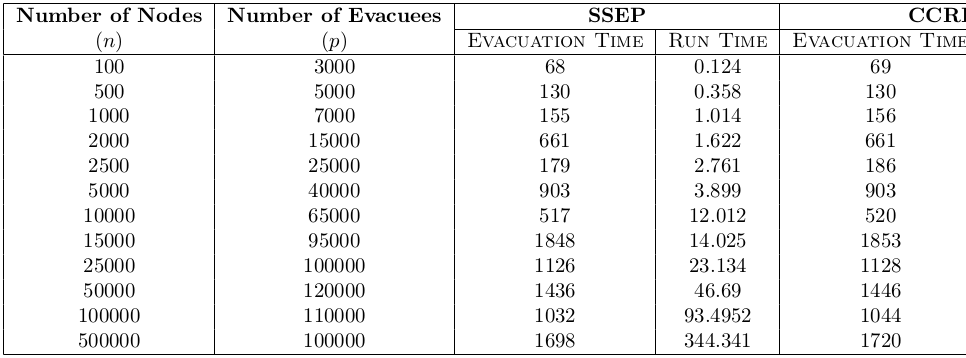 Number of Nodes Number of Evacuees SSEP
(n) (p) EVACUATION TIME RUN TIME EVACUATION TIME
100 3000 68 0.124 69
500 5000 130 0.358 130
1000 7000 155 1.014 156
2000 15000 661 1.622 661
2500 25000 179 2.761 186
5000 40000 903 3.899 903
10000 65000 517 12.012 520
15000 95000 1848 14.025 1853
25000 100000 1126 23.134 1128
50000 120000 1436 46.69 1446
100000 110000 1032 93.4952 1044
500000 100000 1698 344.341 1720